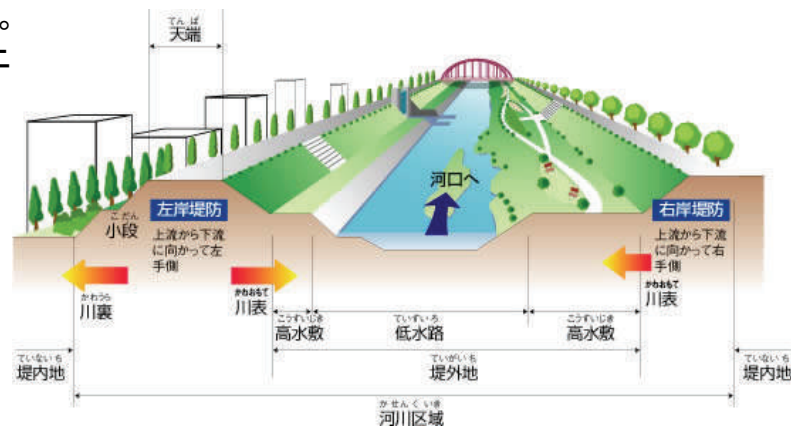 。
てんば
天端
河口へ
こだん
小段
左岸堤防
上流から下流
に向かって左
手側
右岸堤防
上流から下流
に向かって右
手側
かわうら
川裏
かわおもて
川表
かわおもて
川表
こうすいじき
高水敷
ていすいろ
低水路
こうすいじき
高水敷
ていないち
堤内地
ていがいち
堤外地
ていないち
堤内地
かせんくいき
河川区域